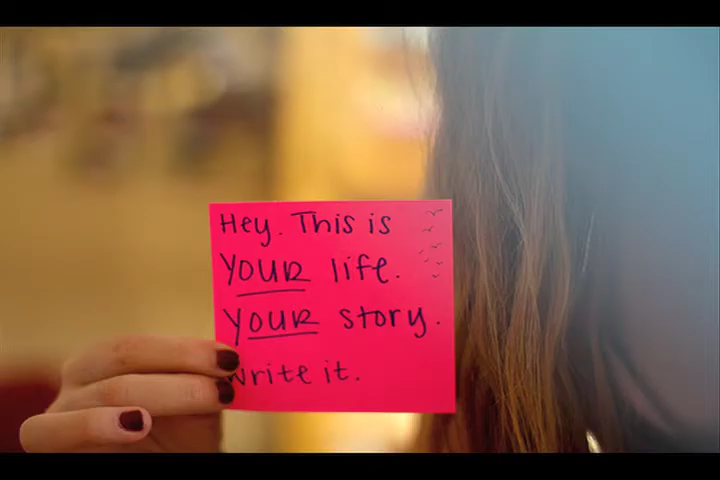 Hey. This is
YOUR life.
YOUR story.
Write it.